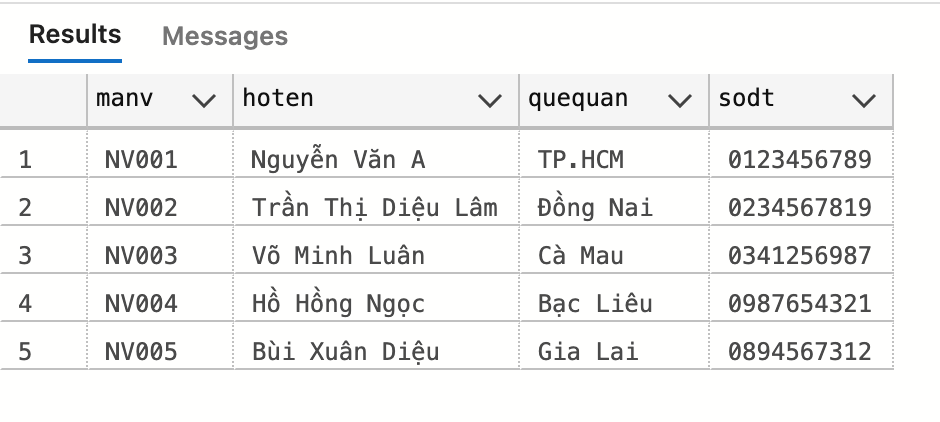 Results Messages
manv hoten quequan sodt
1 NV001 Nguyễn Văn A TP.HCM 0123456789
2 NV002 Trần Thị Diệu Lâm Đồng Nai 0234567819
3 NV003 Võ Minh Luân Cà Mau 0341256987
4 NV004 Hồ Hồng Ngọc Bạc Liêu 0987654321
5 NV005 Bùi Xuân Diệu Gia Lai 0894567312